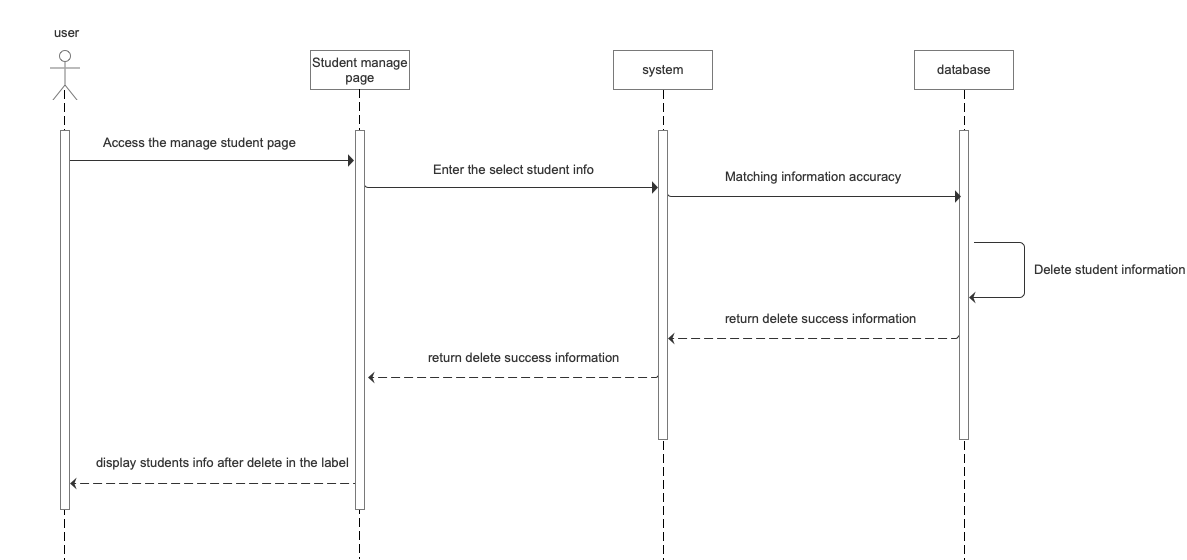 user
Student manage
page
system
database
Access the manage student page
Enter the select student info
Matching information accuracy
Delete student information
return delete success information
return delete success information
display students info after delete in the label